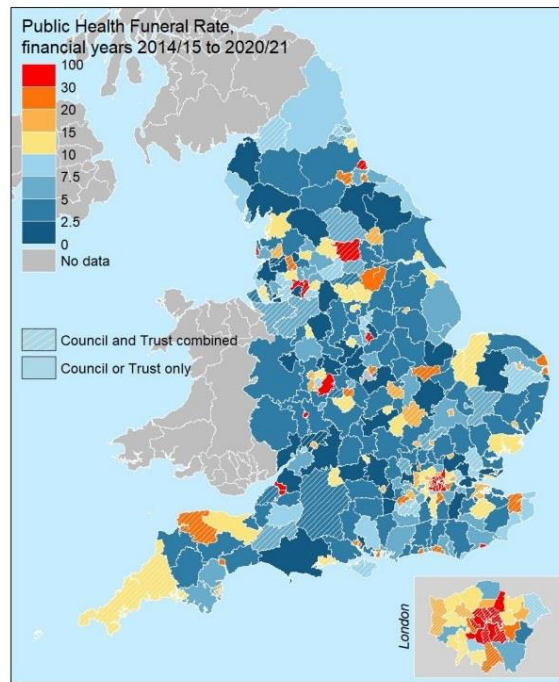 Public Health Funeral Rate,
financial years 2014/15 to 2020/21
100
30
20
15
10
7.5
5
2.5
0
No data
Council and Trust combined
Council or Trust only
London